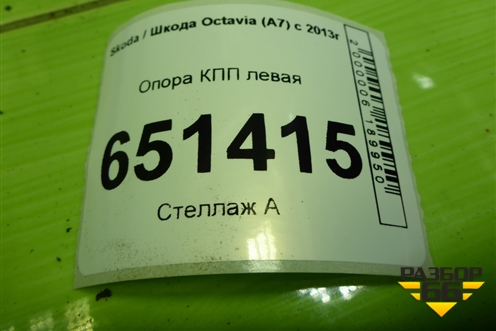 Skoda / Шкода Octavia (A7) с 2013г
Опора КПП левая
651415
Стеллаж А
2000006189950
РАЗБОР
66